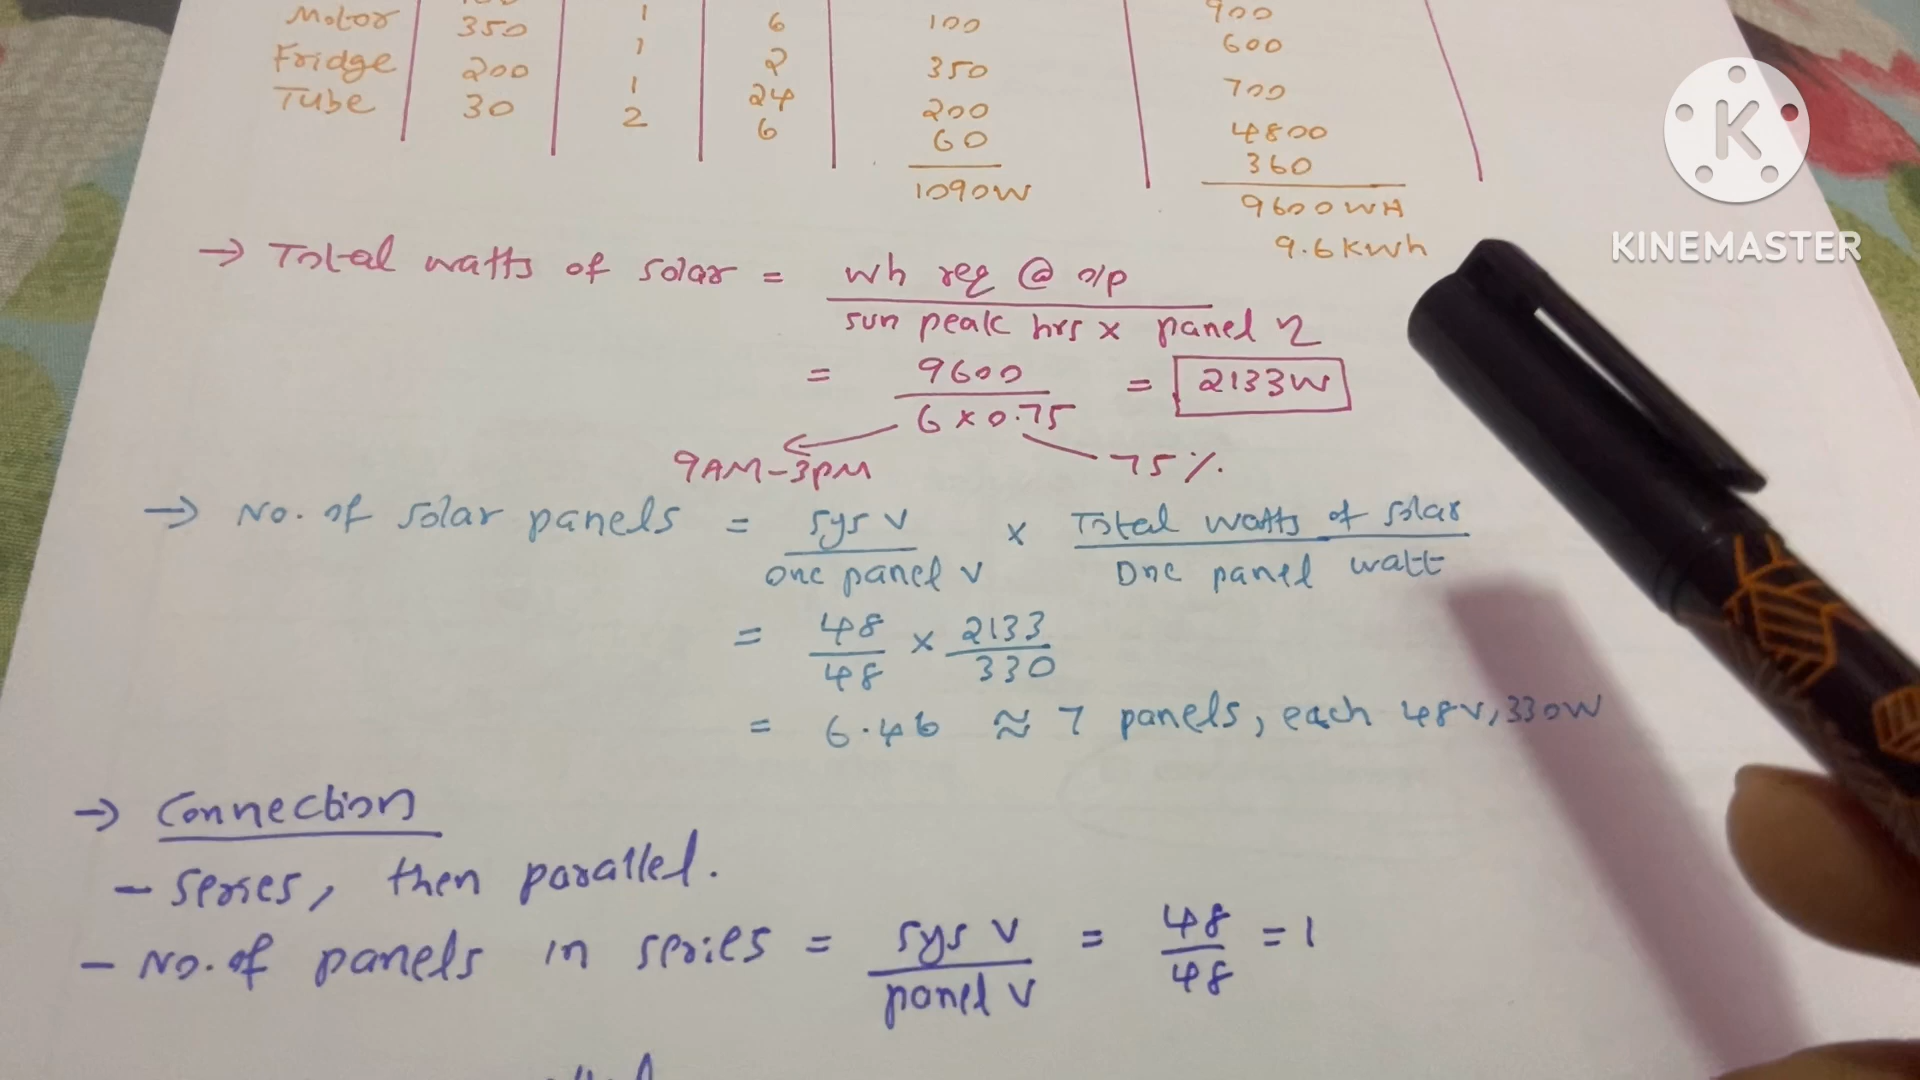 900
Motor 350 1 6 100 600
Fridge 200 1 2 350 700
Tube 30 1 24 200 4800
2 6 60 360
1090W 9600WH
9.6KWh
K
KINEMASTER
→ Total watts of solar = Wh req @ o/p
sun peak hrs x panel η
= 9600 = 2133W
6 x 0.75
9AM-3PM 75%.
→ No. of solar panels = sys v x Total watts of solar
One panel v One panel watt
= 48 x 2133
48 330
= 6.46 ≈ 7 panels, each 48V, 330W
→ Connection
- Series, then parallel.
- No. of panels in series = sys v = 48 = 1
panel v 48